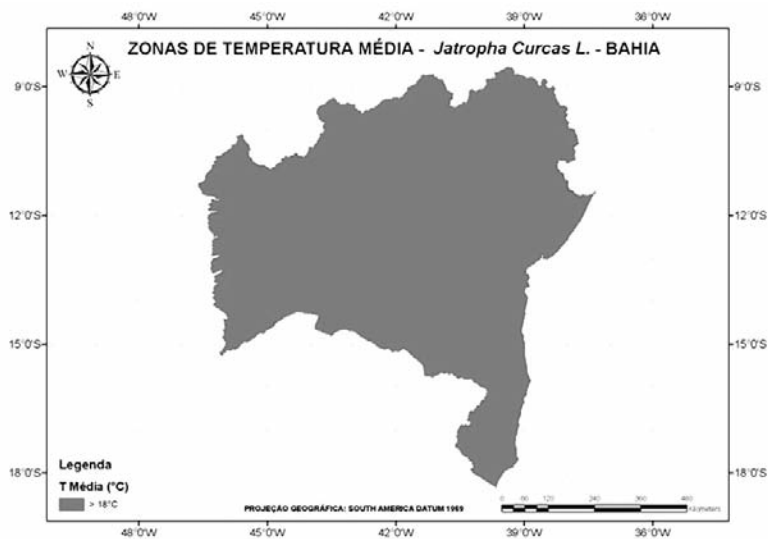 48°0'W 45°0'W 42°0'W 39°0'W 36°0'W
ZONAS DE TEMPERATURA MÉDIA - Jatropha Curcas L. - BAHIA
N
W E
S
9°0'S 9°0'S
12°0'S 12°0'S
15°0'S 15°0'S
18°0'S 18°0'S
Legenda
T Média (°C)
> 18°C
PROJEÇÃO GEOGRÁFICA: SOUTH AMERICA DATUM 1969
0 30 60 120 240 360 480
Kilometers
48°0'W 45°0'W 42°0'W 39°0'W 36°0'W